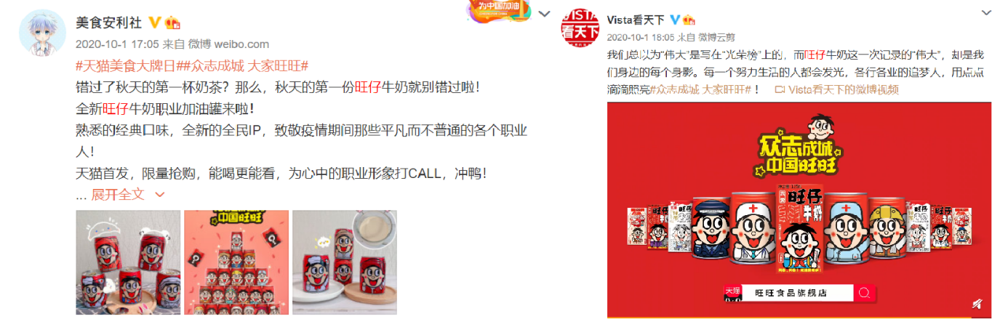 美食安利社
为中国加油
2020-10-1 17:05 来自 微博 weibo.com
#天猫美食大牌日##众志成城 大家旺旺#
错过了秋天的第一杯奶茶？那么，秋天的第一份旺仔牛奶就别错过啦！
全新旺仔牛奶职业加油罐来啦！
熟悉的经典口味，全新的全民IP，致敬疫情期间那些平凡而不普通的各个职业
人！
天猫首发，限量抢购，能喝更能看，为心中的职业形象打CALL，冲鸭！
... 展开全文
中国旺旺
VISTA
看天下
Vista看天下
2020-10-1 18:05 来自 微博云剪
我们总以为“伟大”是写在“光荣榜”上的，而旺仔牛奶这一次记录的“伟大”，却是我
们身边的每个身影。每一个努力生活的人都会发光，各行各业的追梦人，用点点
滴滴照亮#众志成城 大家旺旺#！ Vista看天下的微博视频
众志成城
中国旺旺
旺仔
牛奶
天猫
旺旺食品旗舰店